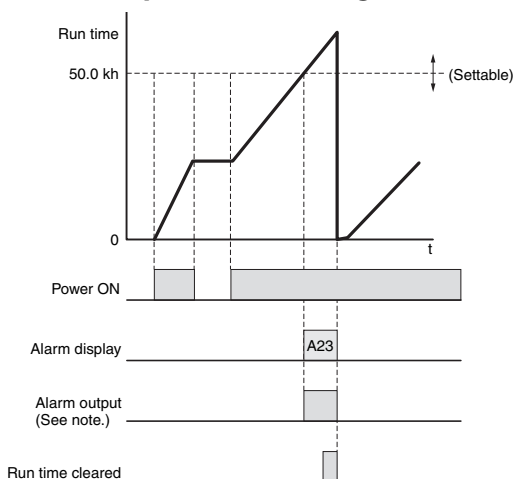 Run time
50.0 kh
(Settable)
0
t
Power ON
Alarm display
A23
Alarm output
(See note.)
Run time cleared